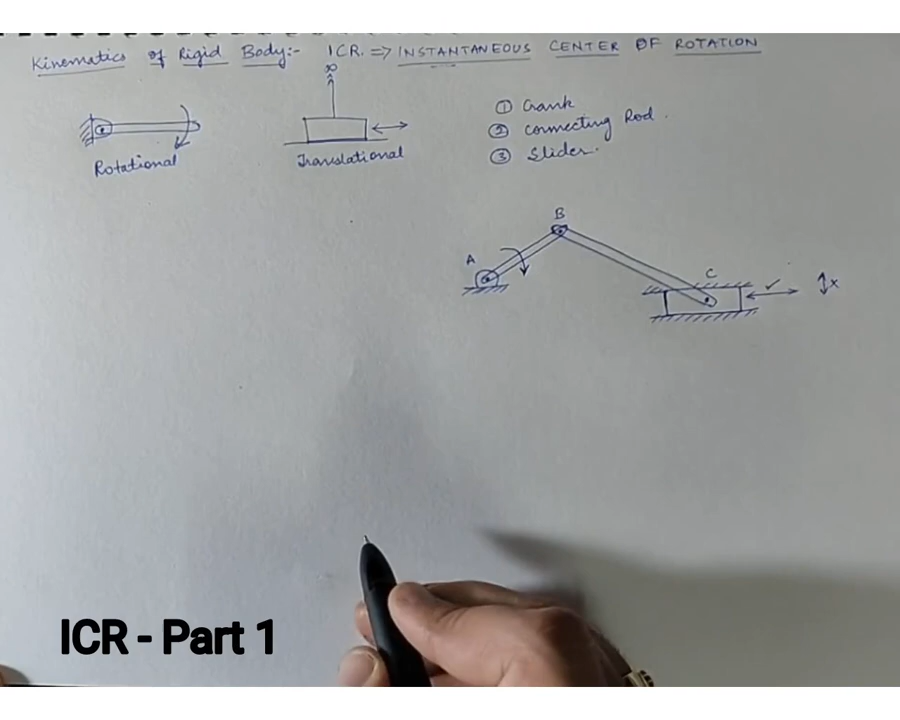 Kinematics of Rigid Body:- ICR. => INSTANTANEOUS CENTER OF ROTATION
∞
Rotational
Translational
① Crank
② Connecting Rod.
③ Slider.
B
A
C
✓
x
ICR - Part 1